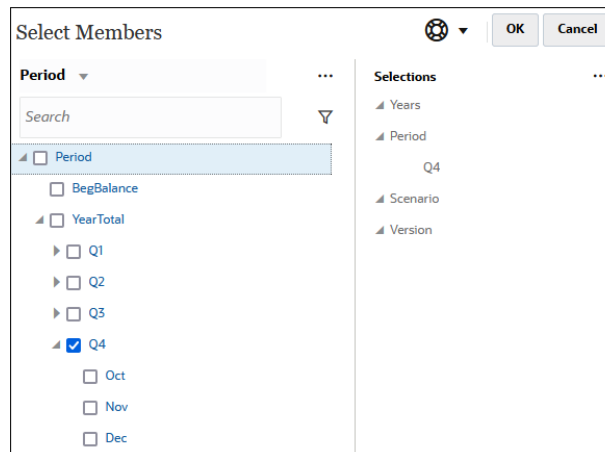 Select Members
OK
Cancel
Period
...
Search
Period
BegBalance
YearTotal
Q1
Q2
Q3
Q4
Oct
Nov
Dec
Selections
...
Years
Period
Q4
Scenario
Version